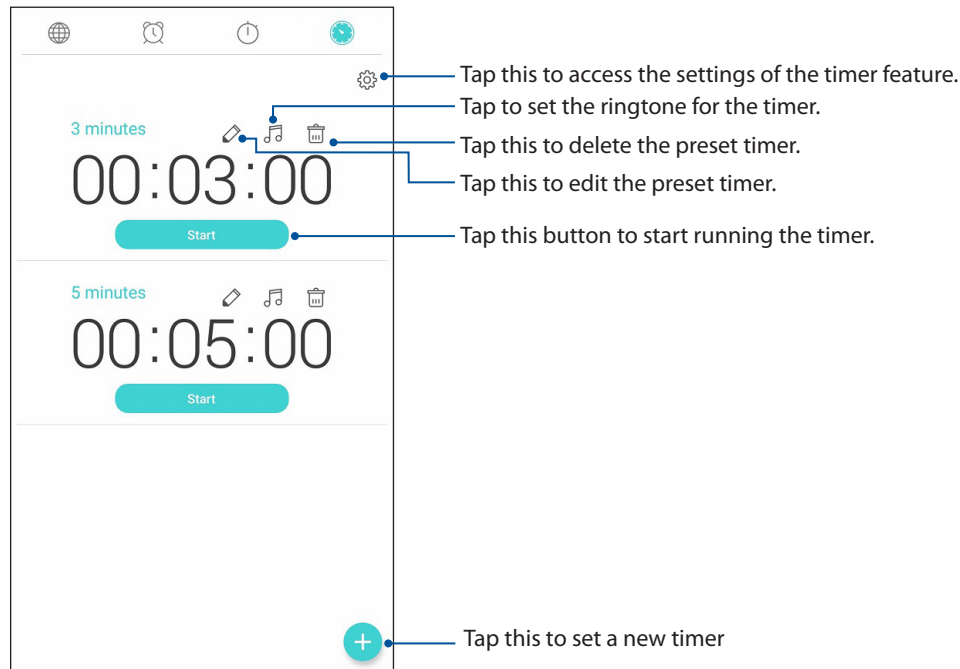 Tap this to access the settings of the timer feature.
Tap to set the ringtone for the timer.
3 minutes
Tap this to delete the preset timer.
00:03:00
Tap this to edit the preset timer.
Start
Tap this button to start running the timer.
5 minutes
00:05:00
Start
+
Tap this to set a new timer